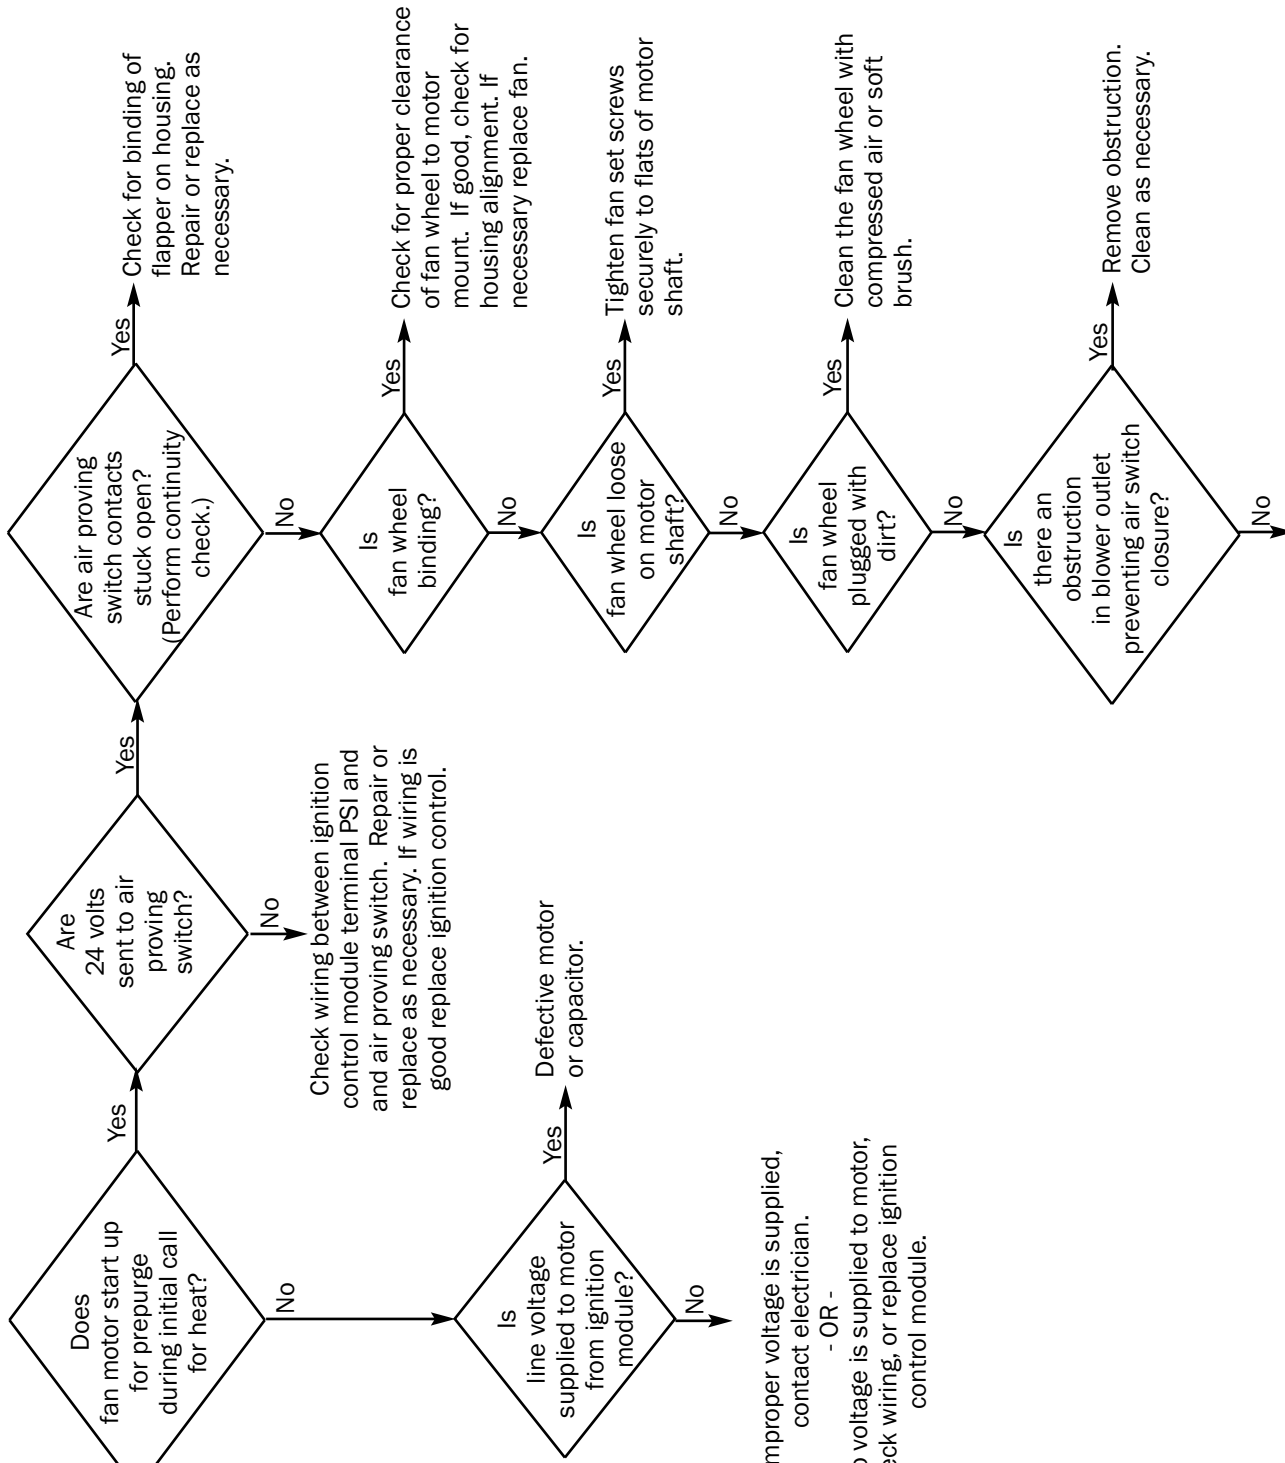 Does
fan motor start up
for prepurge
during initial call
for heat?
Yes
No
Are
24 volts
sent to air
proving
switch?
Yes
No
Check wiring between ignition
control module terminal PSI and
and air proving switch. Repair or
replace as necessary. If wiring is
good replace ignition control.
Are air proving
switch contacts
stuck open?
(Perform continuity
check.)
Yes
Check for binding of
flapper on housing.
Repair or replace as
necessary.
No
Is
line voltage
supplied to motor
from ignition
module?
Yes
Defective motor
or capacitor.
No
improper voltage is supplied,
contact electrician.
- OR -
voltage is supplied to motor,
wiring, or replace ignition
control module.
Is
fan wheel
binding?
Yes
Check for proper clearance
of fan wheel to motor
mount. If good, check for
housing alignment. If
necessary replace fan.
No
Is
fan wheel loose
on motor
shaft?
Yes
Tighten fan set screws
securely to flats of motor
shaft.
No
Is
fan wheel
plugged with
dirt?
Yes
Clean the fan wheel with
compressed air or soft
brush.
No
Is
there an
obstruction
in blower outlet
preventing air switch
closure?
Yes
Remove obstruction.
Clean as necessary.
No